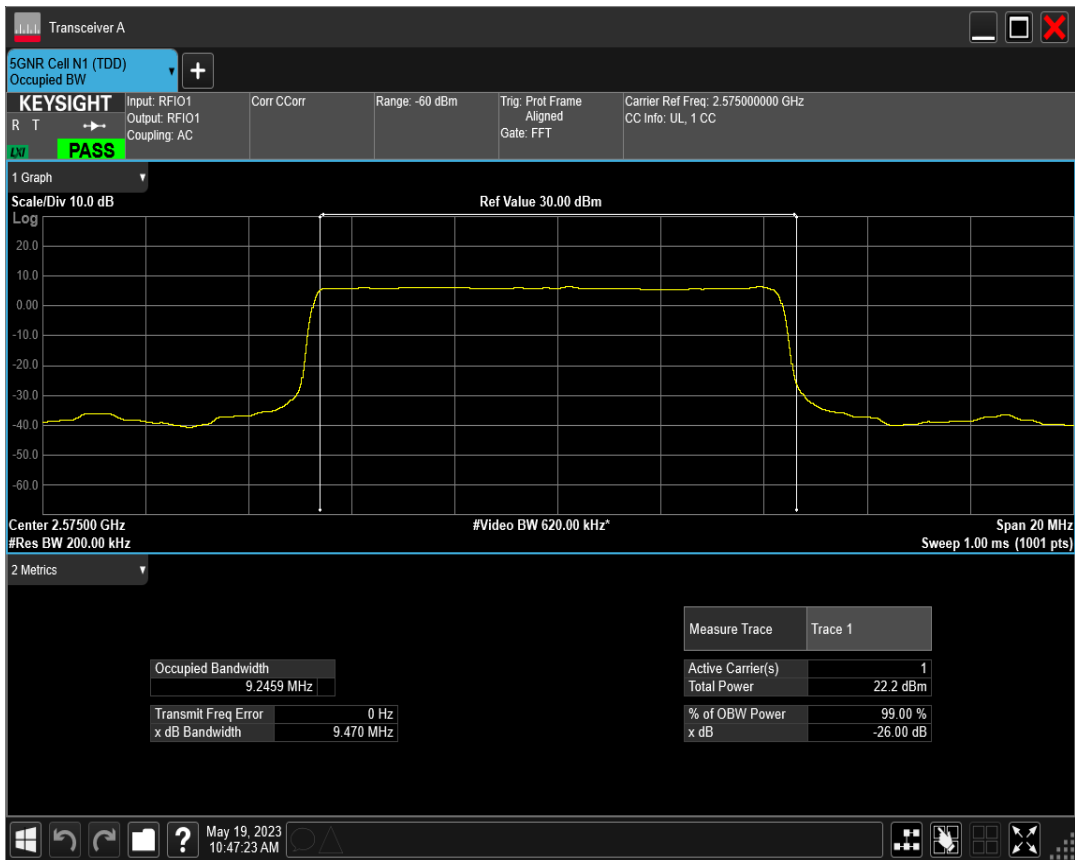 Transceiver A
5GNR Cell N1 (TDD)
Occupied BW
+
KEYSIGHT
R T
LXI
PASS
Input: RFIO1
Output: RFIO1
Coupling: AC
Corr CCorr
Range: -60 dBm
Trig: Prot Frame
Aligned
Gate: FFT
Carrier Ref Freq: 2.575000000 GHz
CC Info: UL, 1 CC
1 Graph
Scale/Div 10.0 dB
Ref Value 30.00 dBm
Log
20.0
10.0
0.00
-10.0
-20.0
-30.0
-40.0
-50.0
-60.0
Center 2.57500 GHz
#Video BW 620.00 kHz*
Span 20 MHz
#Res BW 200.00 kHz
Sweep 1.00 ms (1001 pts)
2 Metrics
Measure Trace Trace 1
Occupied Bandwidth
9.2459 MHz
Active Carrier(s) 1
Total Power 22.2 dBm
Transmit Freq Error 0 Hz
x dB Bandwidth 9.470 MHz
% of OBW Power 99.00 %
x dB -26.00 dB
?
May 19, 2023
10:47:23 AM